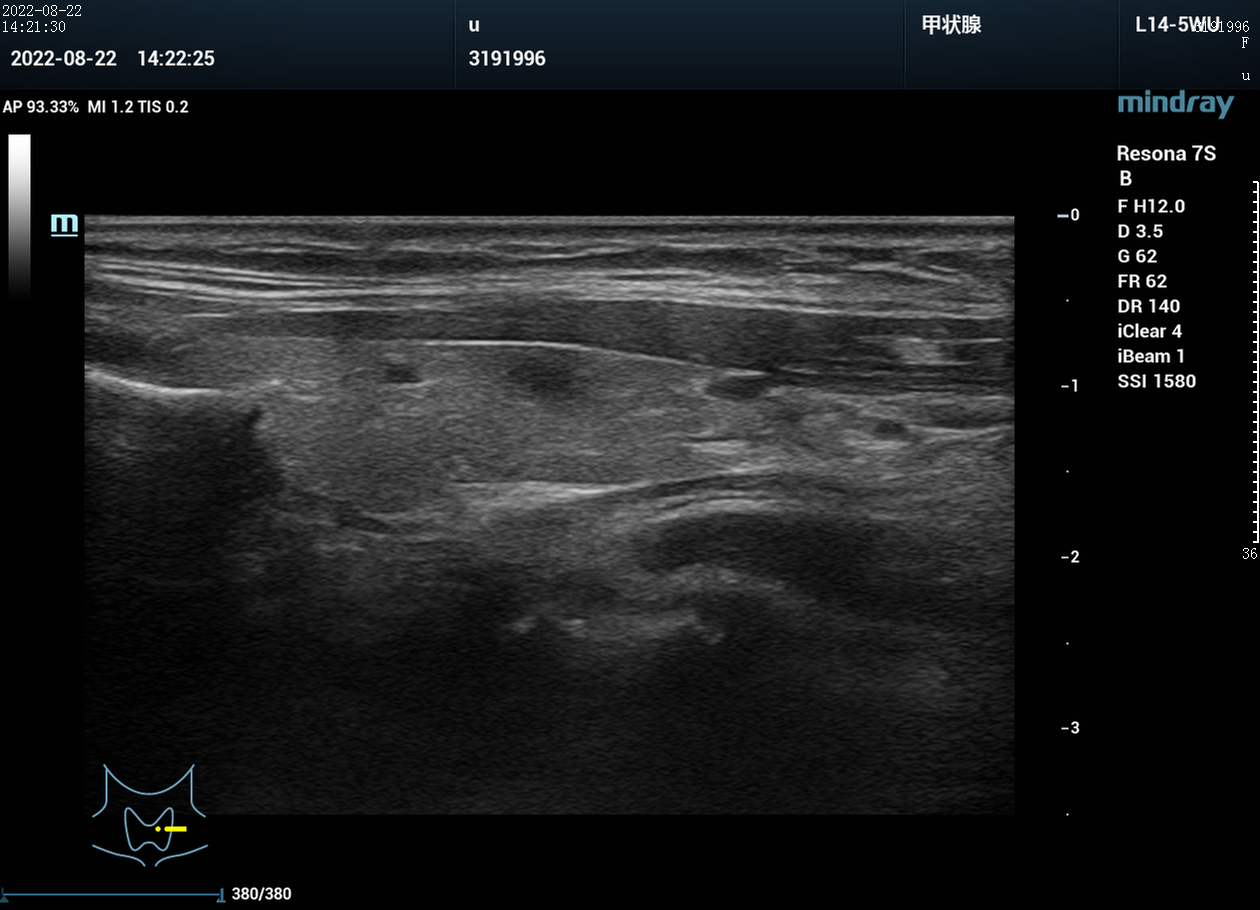 2022-08-22
14:21:30
2022-08-22 14:22:25
u
3191996
甲状腺
L14-5WU
3191996
F
u
AP 93.33% MI 1.2 TIS 0.2
mindray
Resona 7S
B
F H12.0
D 3.5
G 62
FR 62
DR 140
iClear 4
iBeam 1
SSI 1580
m
0
-1
-2
-3
36
380/380